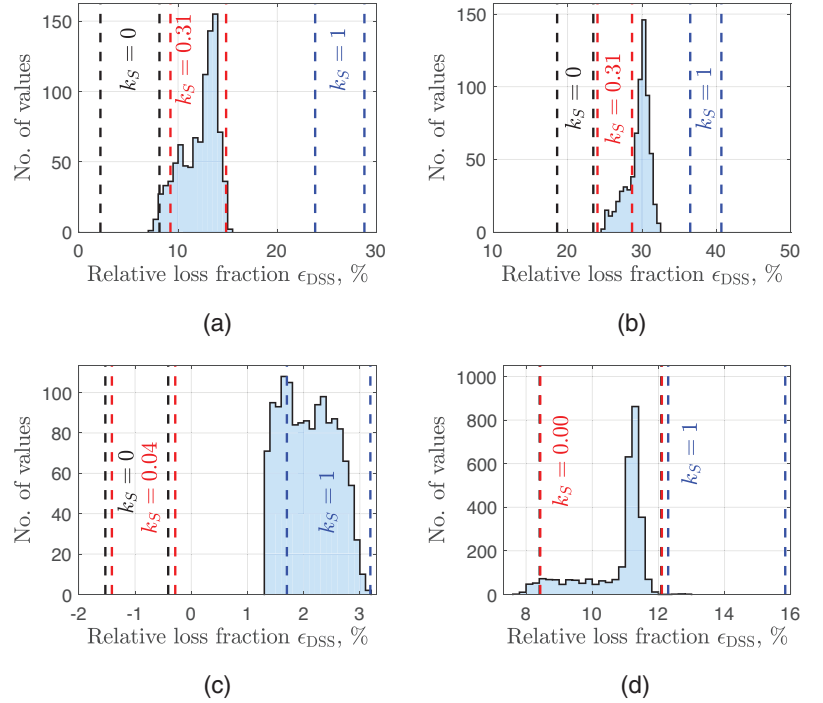 150
100
50
0
No. of values
k_S = 0
k_S = 0.31
k_S = 1
0 10 20 30
Relative loss fraction ϵ_DSS, %
(a)
150
100
50
0
No. of values
k_S = 0
k_S = 0.31
k_S = 1
10 20 30 40 50
Relative loss fraction ϵ_DSS, %
(b)
100
80
60
40
20
0
No. of values
k_S = 0
k_S = 0.04
k_S = 1
-2 -1 0 1 2 3
Relative loss fraction ϵ_DSS, %
(c)
1000
800
600
400
200
0
No. of values
k_S = 0.00
k_S = 1
8 10 12 14 16
Relative loss fraction ϵ_DSS, %
(d)